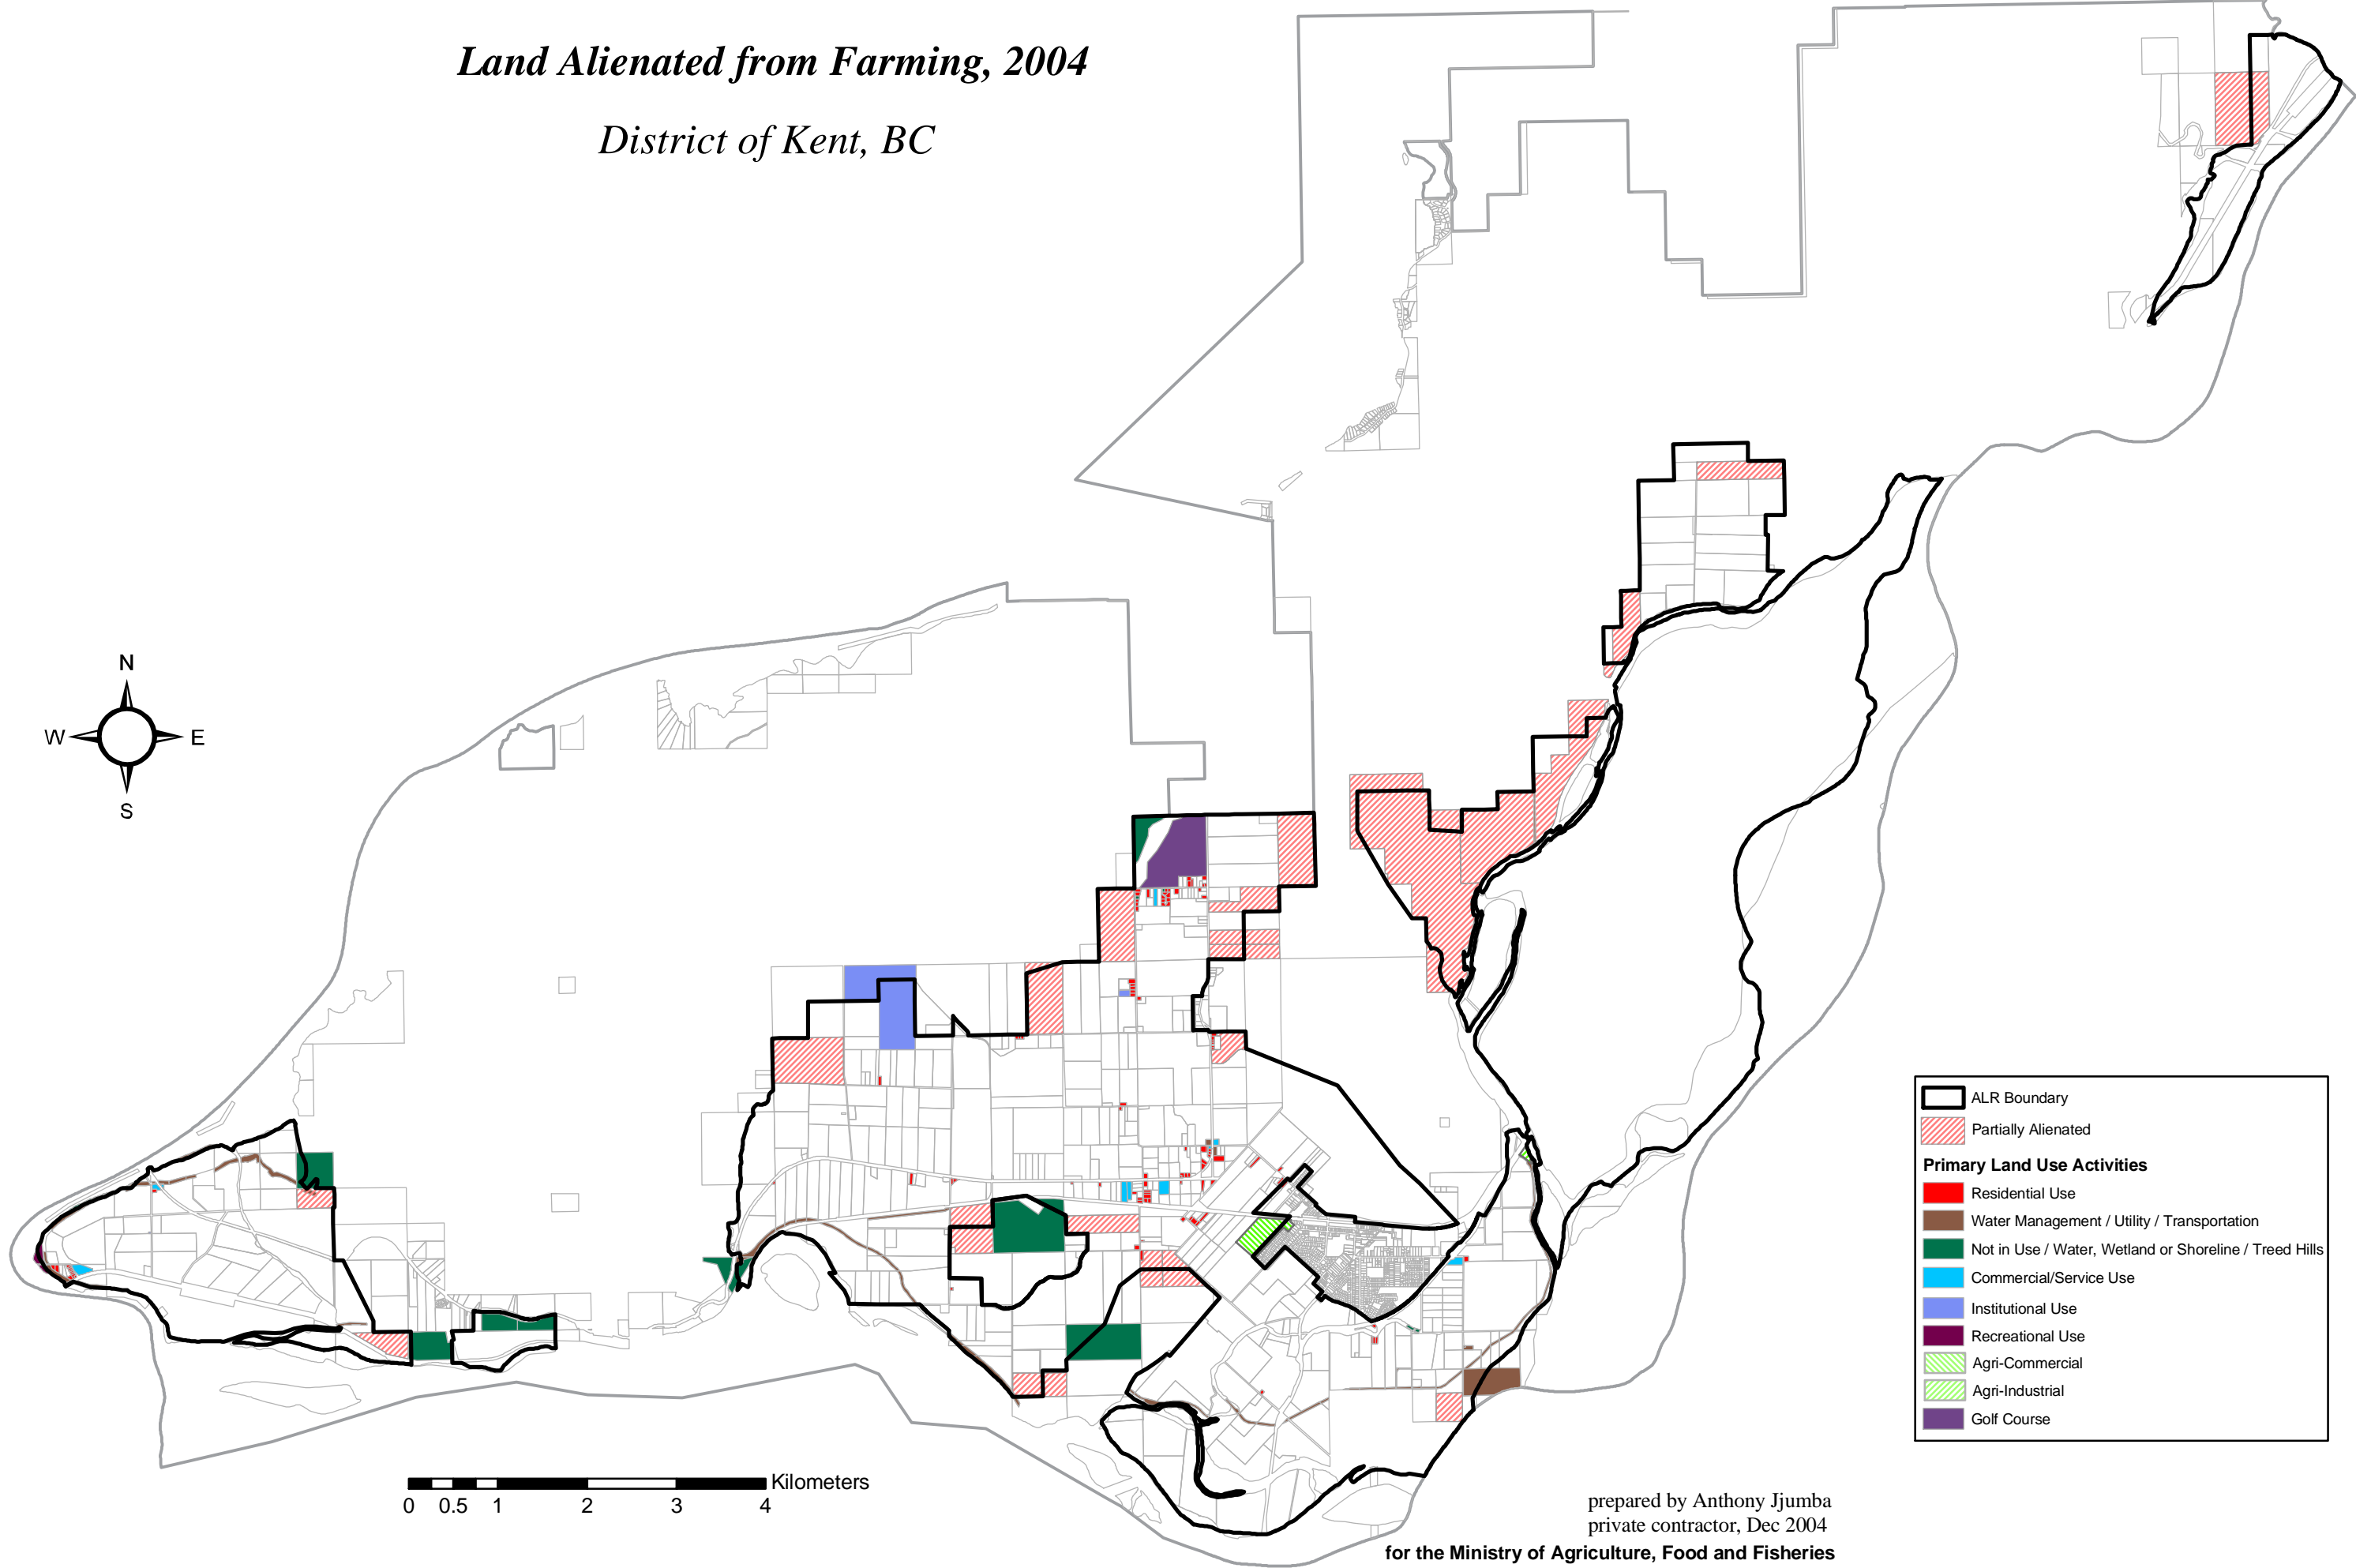 Land Alienated from Farming, 2004
District of Kent, BC
N
W E
S
ALR Boundary
Partially Alienated
Primary Land Use Activities
Residential Use
Water Management / Utility / Transportation
Not in Use / Water, Wetland or Shoreline / Treed Hills
Commercial/Service Use
Institutional Use
Recreational Use
Agri-Commercial
Agri-Industrial
Golf Course
Kilometers
0 0.5 1 2 3 4
prepared by Anthony Jjumba
private contractor, Dec 2004
for the Ministry of Agriculture, Food and Fisheries